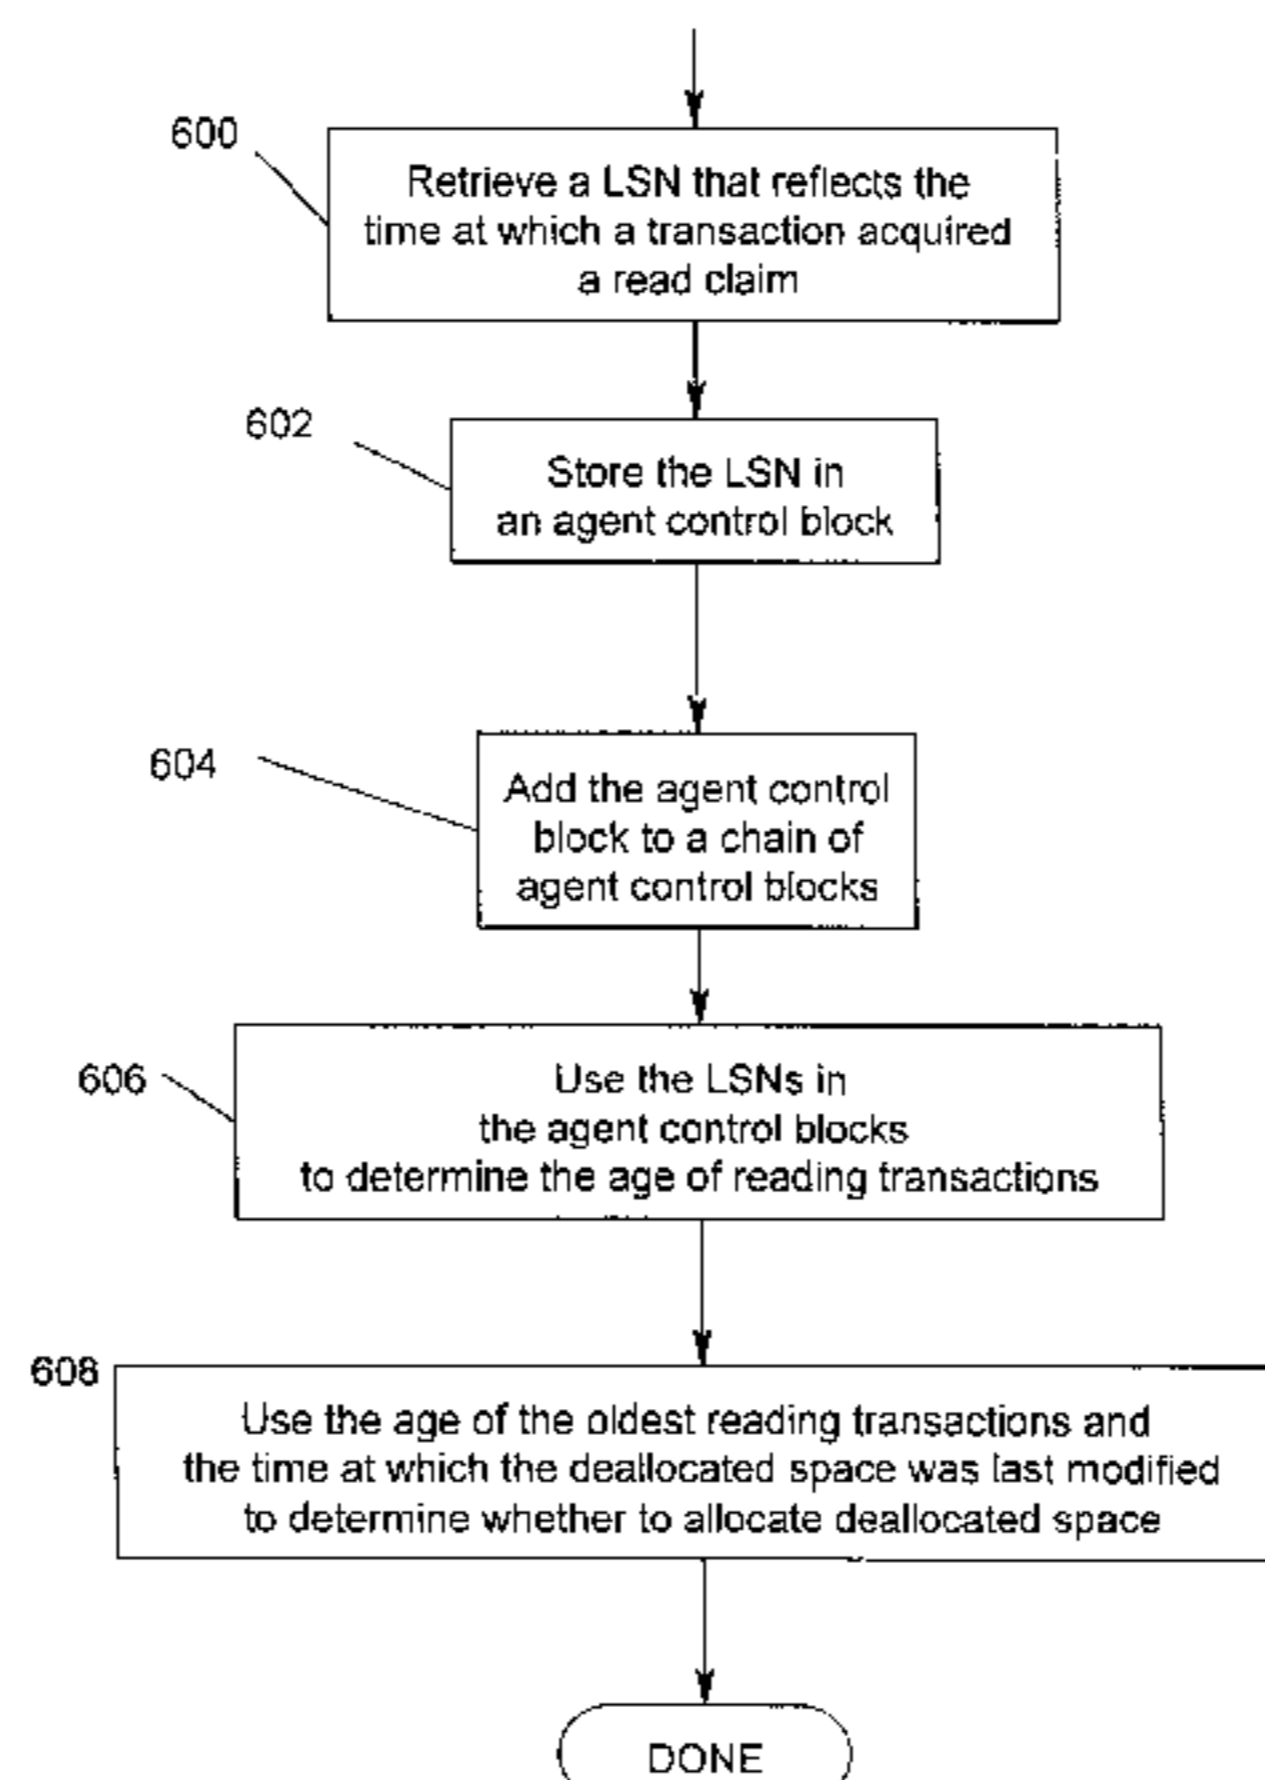 600
Retrieve a LSN that reflects the
time at which a transaction acquired
a read claim
602
Store the LSN in
an agent control block
604
Add the agent control
block to a chain of
agent control blocks
606
Use the LSNs in
the agent control blocks
to determine the age of reading transactions
608
Use the age of the oldest reading transactions and
the time at which the deallocated space was last modified
to determine whether to allocate deallocated space
DONE